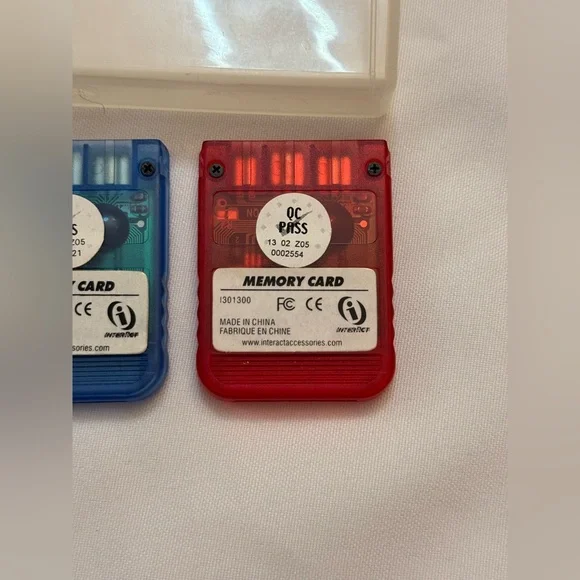 QC
PASS
13 02 Z05
0002554
MEMORY CARD
I301300
FC CE
InterAct
MADE IN CHINA
FABRIQUE EN CHINE
www.interactaccessories.com
S
Z05
21
Y CARD
CE
InterAct
ssories.com